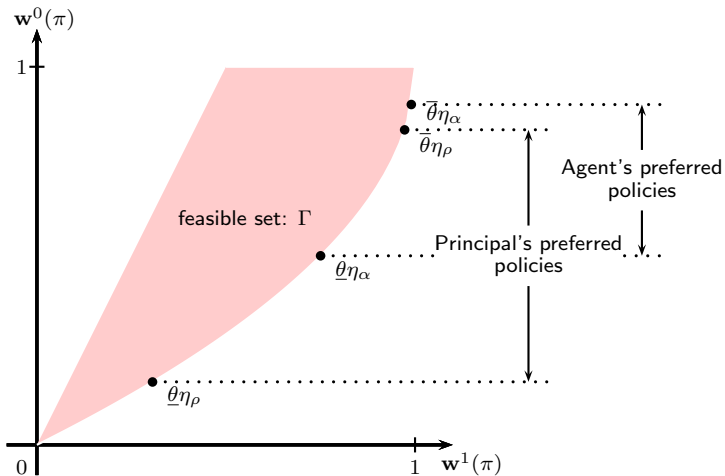 𝐰⁰(π)
1
θ̅η_α
θ̅η_ρ
Agent's preferred
policies
feasible set: Γ
Principal's preferred
policies
θ̲η_α
θ̲η_ρ
0
1
𝐰¹(π)